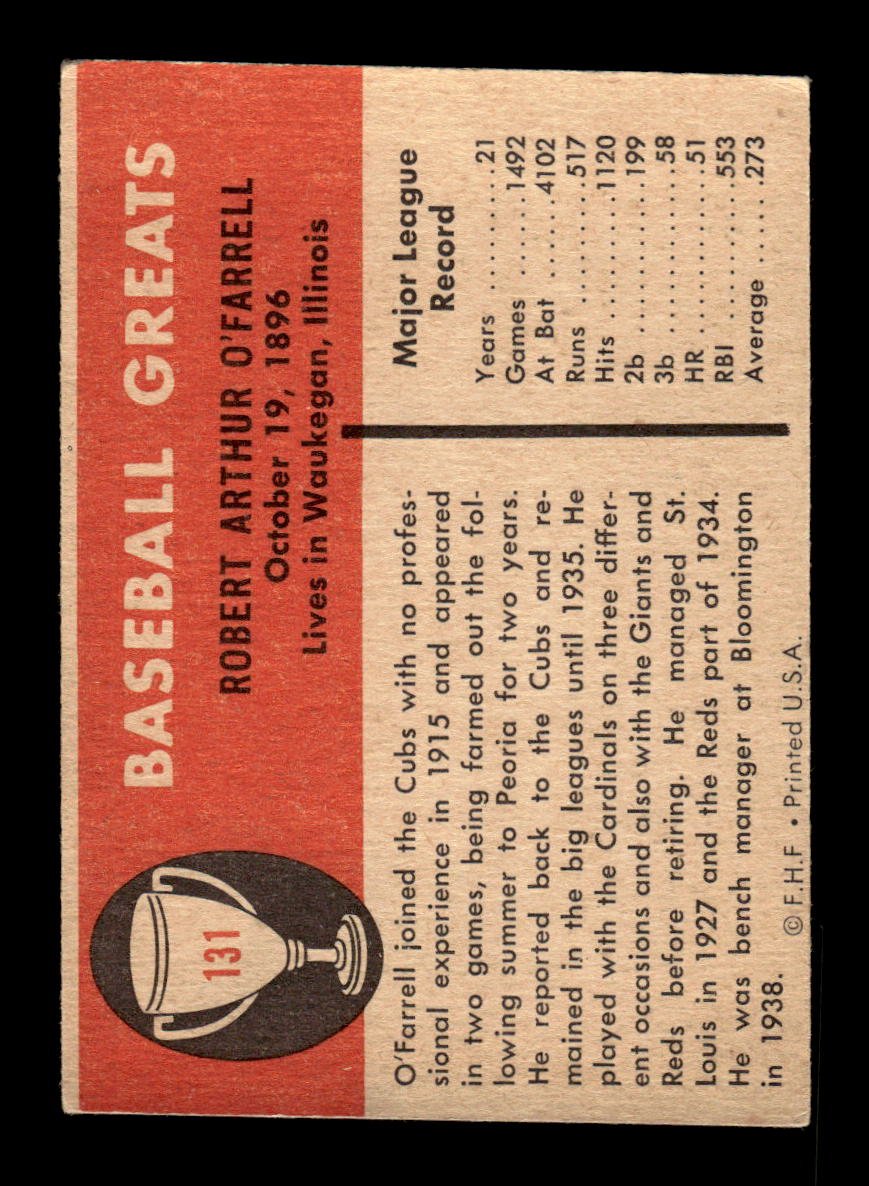 131
BASEBALL GREATS
ROBERT ARTHUR O'FARRELL
October 19, 1896
Lives in Waukegan, Illinois
O'Farrell joined the Cubs with no profes-
sional experience in 1915 and appeared
in two games, being farmed out the fol-
lowing summer to Peoria for two years.
He reported back to the Cubs and re-
mained in the big leagues until 1935. He
played with the Cardinals on three differ-
ent occasions and also with the Giants and
Reds before retiring. He managed St.
Louis in 1927 and the Reds part of 1934.
He was bench manager at Bloomington
in 1938.
© F.H.F • Printed U.S.A.
Major League
Record
Years .........21
Games ......1492
At Bat ......4102
Runs .........517
Hits .........1120
2b ............199
3b .............58
HR .............51
RBI ...........553
Average ......273